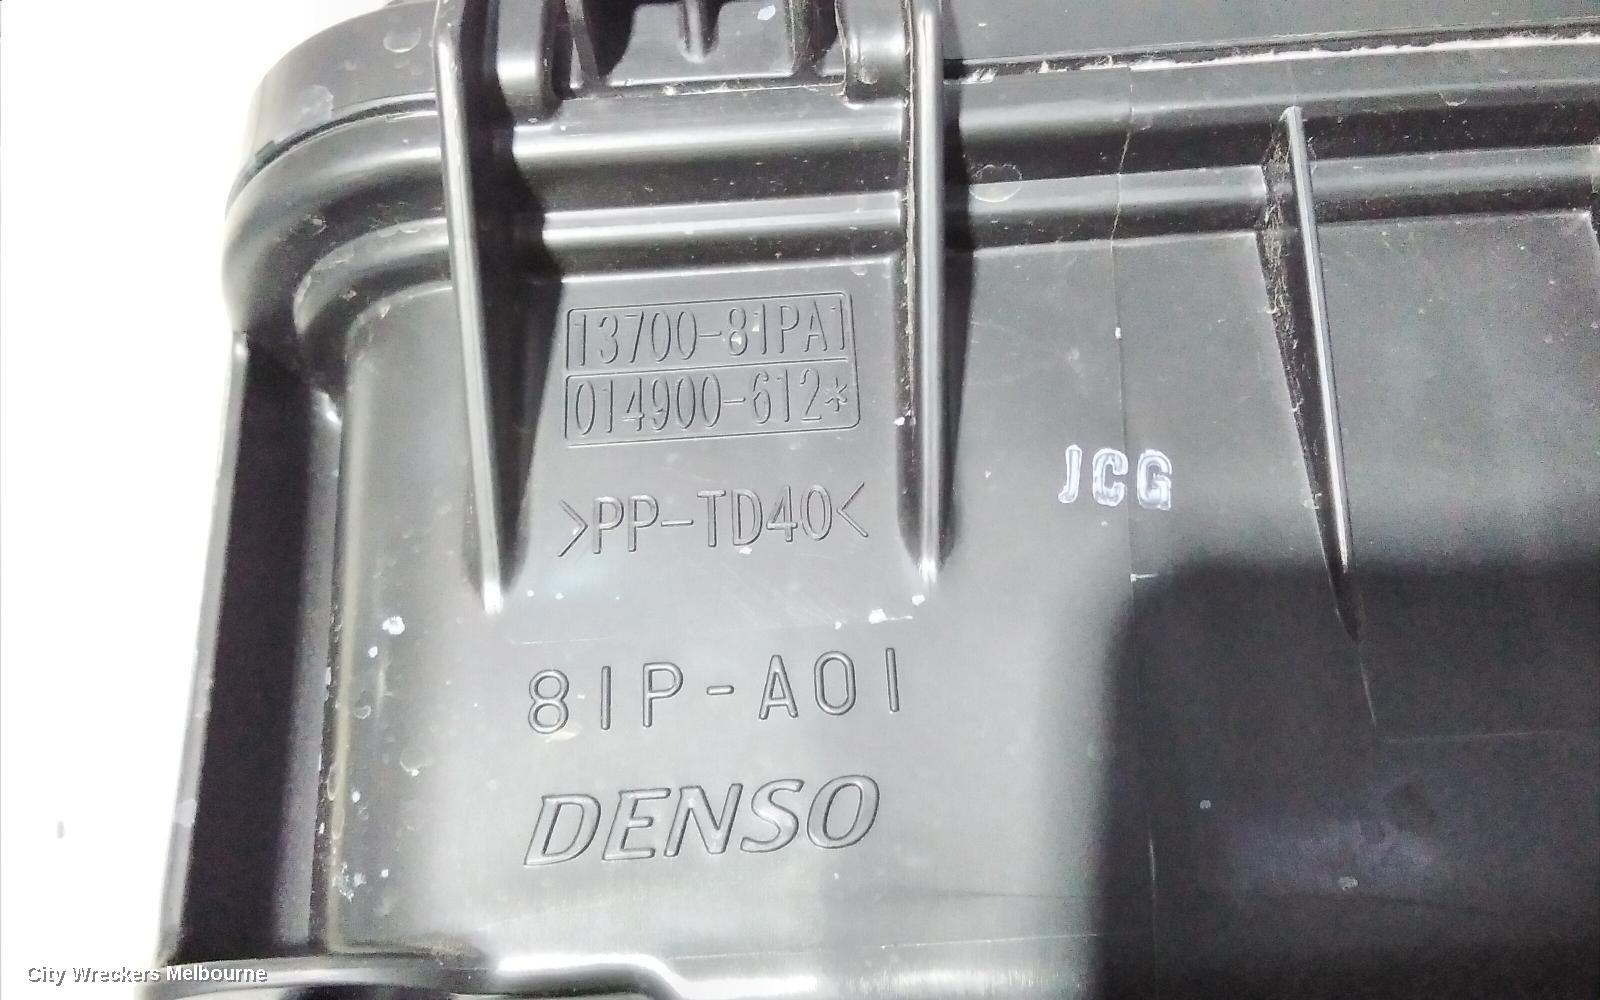 13700-81PA1
014900-612*
>PP-TD40<
JCG
81P-A01
DENSO
City Wreckers Melbourne